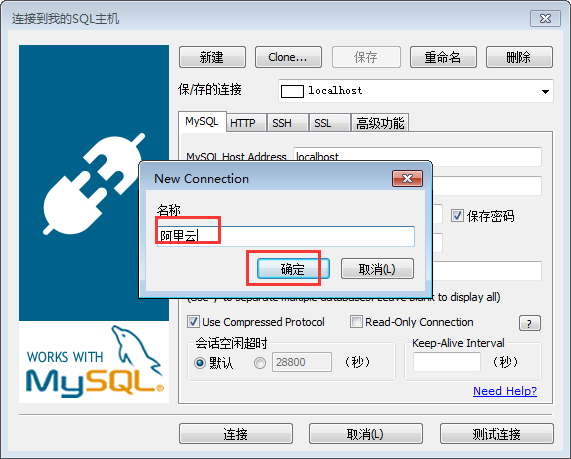 连接到我的SQL主机
新建
Clone...
保存
重命名
删除
保/存的连接
localhost
MySQL
HTTP
SSH
SSL
高级功能
MySQL Host Address
localhost
New Connection
名称
阿里云
确定
取消(L)
保存密码
to separate multiple databases. Leave blank to display all)
Use Compressed Protocol
Read-Only Connection
?
会话空闲超时
默认
28800
(秒)
Keep-Alive Interval
(秒)
Need Help?
WORKS WITH
MySQL
连接
取消(L)
测试连接